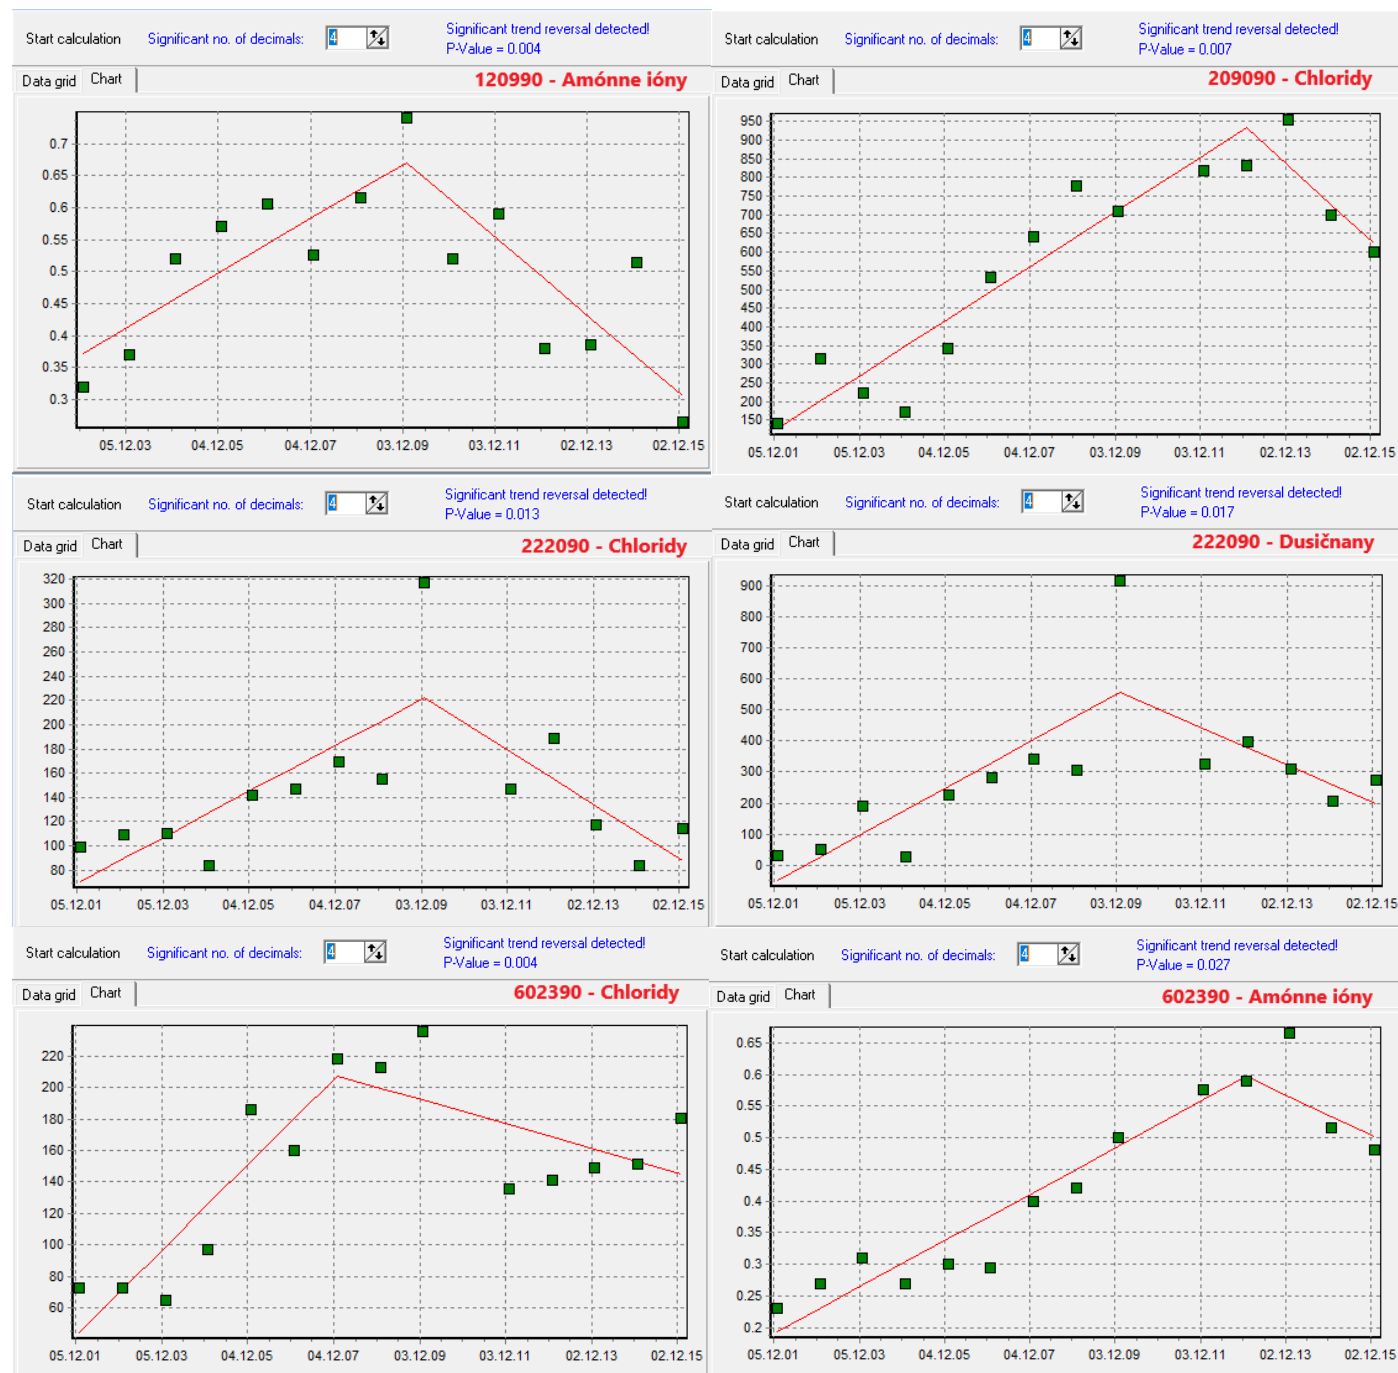 Start calculation Significant no. of decimals: 4 Significant trend reversal detected!
P-Value = 0.004
Data grid Chart 120990 - Amónne ióny
0.7
0.65
0.6
0.55
0.5
0.45
0.4
0.35
0.3
05.12.03 04.12.05 04.12.07 03.12.09 03.12.11 02.12.13 02.12.15
Start calculation Significant no. of decimals: 4 Significant trend reversal detected!
P-Value = 0.007
Data grid Chart 209090 - Chloridy
950
900
850
800
750
700
650
600
550
500
450
400
350
300
250
200
150
05.12.01 05.12.03 04.12.05 04.12.07 03.12.09 03.12.11 02.12.13 02.12.15
Start calculation Significant no. of decimals: 4 Significant trend reversal detected!
P-Value = 0.013
Data grid Chart 222090 - Chloridy
320
300
280
260
240
220
200
180
160
140
120
100
80
05.12.01 05.12.03 04.12.05 04.12.07 03.12.09 03.12.11 02.12.13 02.12.15
Start calculation Significant no. of decimals: 4 Significant trend reversal detected!
P-Value = 0.017
Data grid Chart 222090 - Dusičnany
900
800
700
600
500
400
300
200
100
0
05.12.01 05.12.03 04.12.05 04.12.07 03.12.09 03.12.11 02.12.13 02.12.15
Start calculation Significant no. of decimals: 4 Significant trend reversal detected!
P-Value = 0.004
Data grid Chart 602390 - Chloridy
220
200
180
160
140
120
100
80
60
05.12.01 05.12.03 04.12.05 04.12.07 03.12.09 03.12.11 02.12.13 02.12.15
Start calculation Significant no. of decimals: 4 Significant trend reversal detected!
P-Value = 0.027
Data grid Chart 602390 - Amónne ióny
0.65
0.6
0.55
0.5
0.45
0.4
0.35
0.3
0.25
0.2
05.12.01 05.12.03 04.12.05 04.12.07 03.12.09 03.12.11 02.12.13 02.12.15